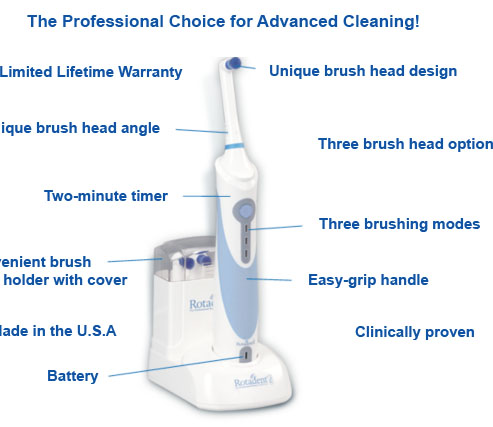 The Professional Choice for Advanced Cleaning!
Limited Lifetime Warranty
Unique brush head design
ique brush head angle
Three brush head option
Two-minute timer
Three brushing modes
venient brush
holder with cover
Easy-grip handle
Rota
ade in the U.S.A
Clinically proven
Rotadent
Battery
Rotadent